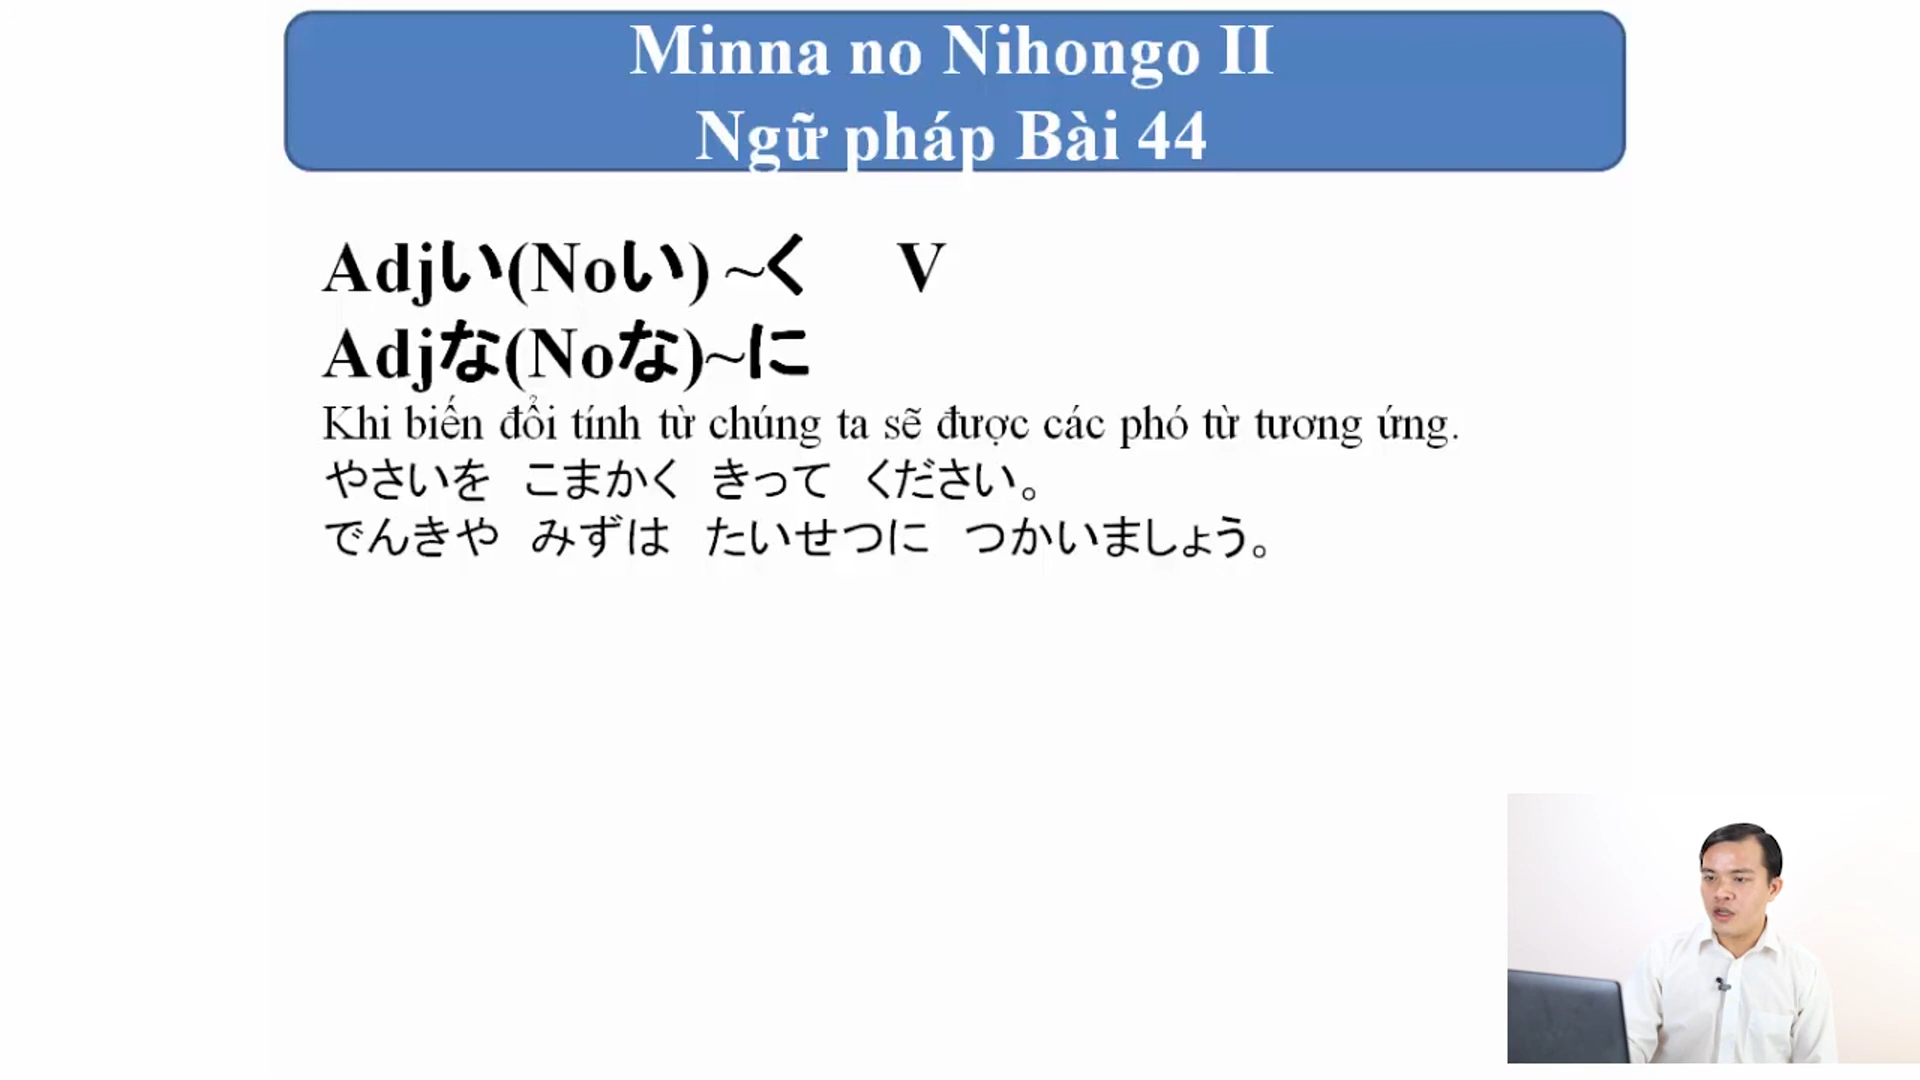 Minna no Nihongo II
Ngữ pháp Bài 44
Adjい(Noい) ~く V
Adjな(Noな)~に
Khi biến đổi tính từ chúng ta sẽ được các phó từ tương ứng.
やさいを こまかく きって ください。
でんきや みずは たいせつに つかいましょう。